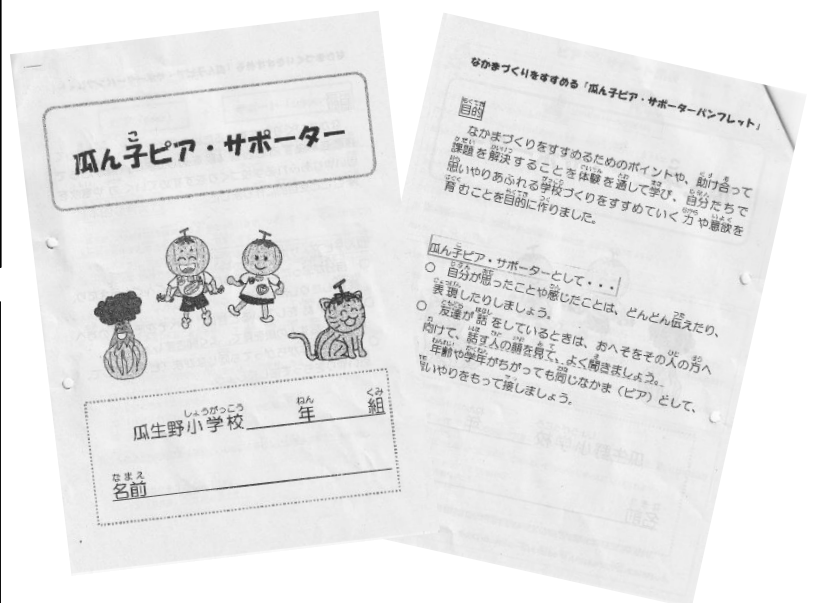 瓜ん子ピア・サポーター
瓜生野小学校 年 組
名前
なかまづくりをすすめる「瓜ん子ピア・サポーターパンフレット」
目的
なかまづくりをすすめるためのポイントや、助け合って
課題を解決することを体験を通して学び、自分たちで
思いやりあふれる学校づくりをすすめていく力や意欲を
育むことを目的に作りました。
瓜ん子ピア・サポーターとして・・・
○ 自分が思ったことや感じたことは、どんどん伝えたり、
表現したりしましょう。
○ 友達が話をしているときは、おへそをその人の方へ
向けて、話す人の顔を見て、よく聞きましょう。
年齢や学年がちがっても同じなかま（ピア）として、
いやりをもって接しましょう。